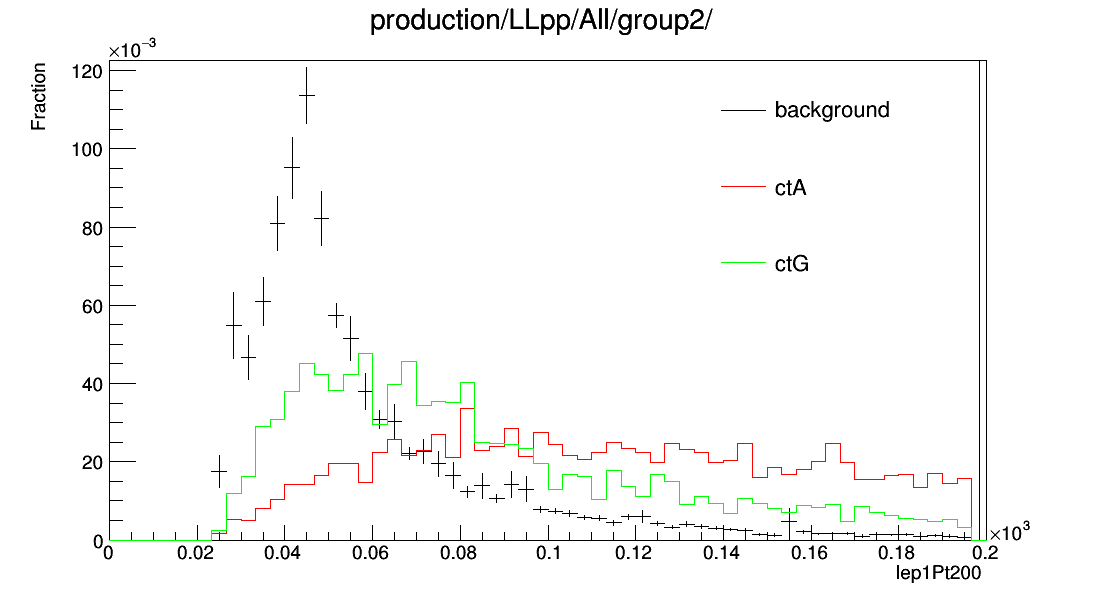 production/LLpp/All/group2/
×10⁻³
Fraction
120
100
80
60
40
20
0
background
ctA
ctG
0 0.02 0.04 0.06 0.08 0.1 0.12 0.14 0.16 0.18 0.2
×10³
lep1Pt200